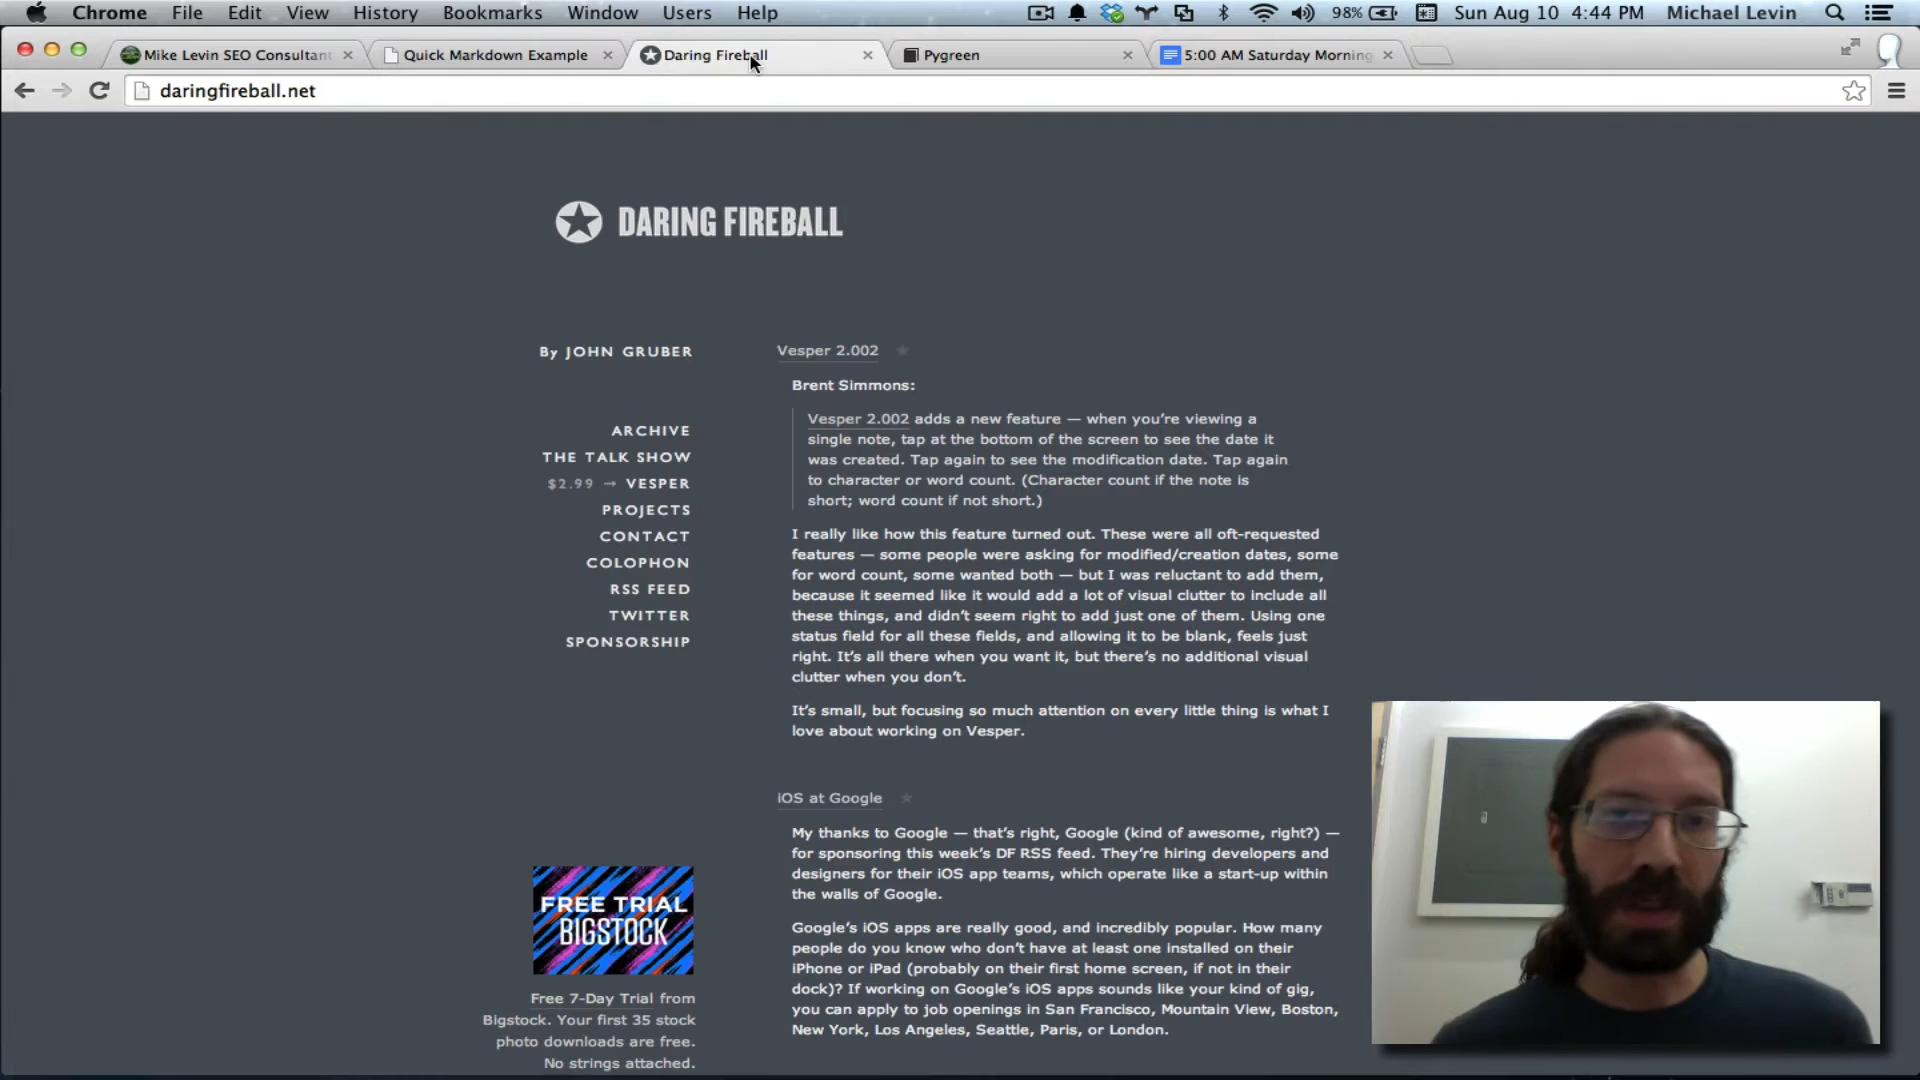 Chrome File Edit View History Bookmarks Window Users Help 98% Sun Aug 10 4:44 PM Michael Levin
Mike Levin SEO Consultant Quick Markdown Example Daring Fireball Pygreen 5:00 AM Saturday Morning
daringfireball.net
DARING FIREBALL
By JOHN GRUBER
ARCHIVE
THE TALK SHOW
$2.99 → VESPER
PROJECTS
CONTACT
COLOPHON
RSS FEED
TWITTER
SPONSORSHIP
FREE TRIAL
BIGSTOCK
Free 7-Day Trial from
Bigstock. Your first 35 stock
photo downloads are free.
No strings attached.
Vesper 2.002 ★
Brent Simmons:
Vesper 2.002 adds a new feature — when you’re viewing a
single note, tap at the bottom of the screen to see the date it
was created. Tap again to see the modification date. Tap again
to character or word count. (Character count if the note is
short; word count if not short.)
I really like how this feature turned out. These were all oft-requested
features — some people were asking for modified/creation dates, some
for word count, some wanted both — but I was reluctant to add them,
because it seemed like it would add a lot of visual clutter to include all
these things, and didn’t seem right to add just one of them. Using one
status field for all these fields, and allowing it to be blank, feels just
right. It’s all there when you want it, but there’s no additional visual
clutter when you don’t.
It’s small, but focusing so much attention on every little thing is what I
love about working on Vesper.
iOS at Google ★
My thanks to Google — that’s right, Google (kind of awesome, right?) —
for sponsoring this week’s DF RSS feed. They’re hiring developers and
designers for their iOS app teams, which operate like a start-up within
the walls of Google.
Google’s iOS apps are really good, and incredibly popular. How many
people do you know who don’t have at least one installed on their
iPhone or iPad (probably on their first home screen, if not in their
dock)? If working on Google’s iOS apps sounds like your kind of gig,
you can apply to job openings in San Francisco, Mountain View, Boston,
New York, Los Angeles, Seattle, Paris, or London.